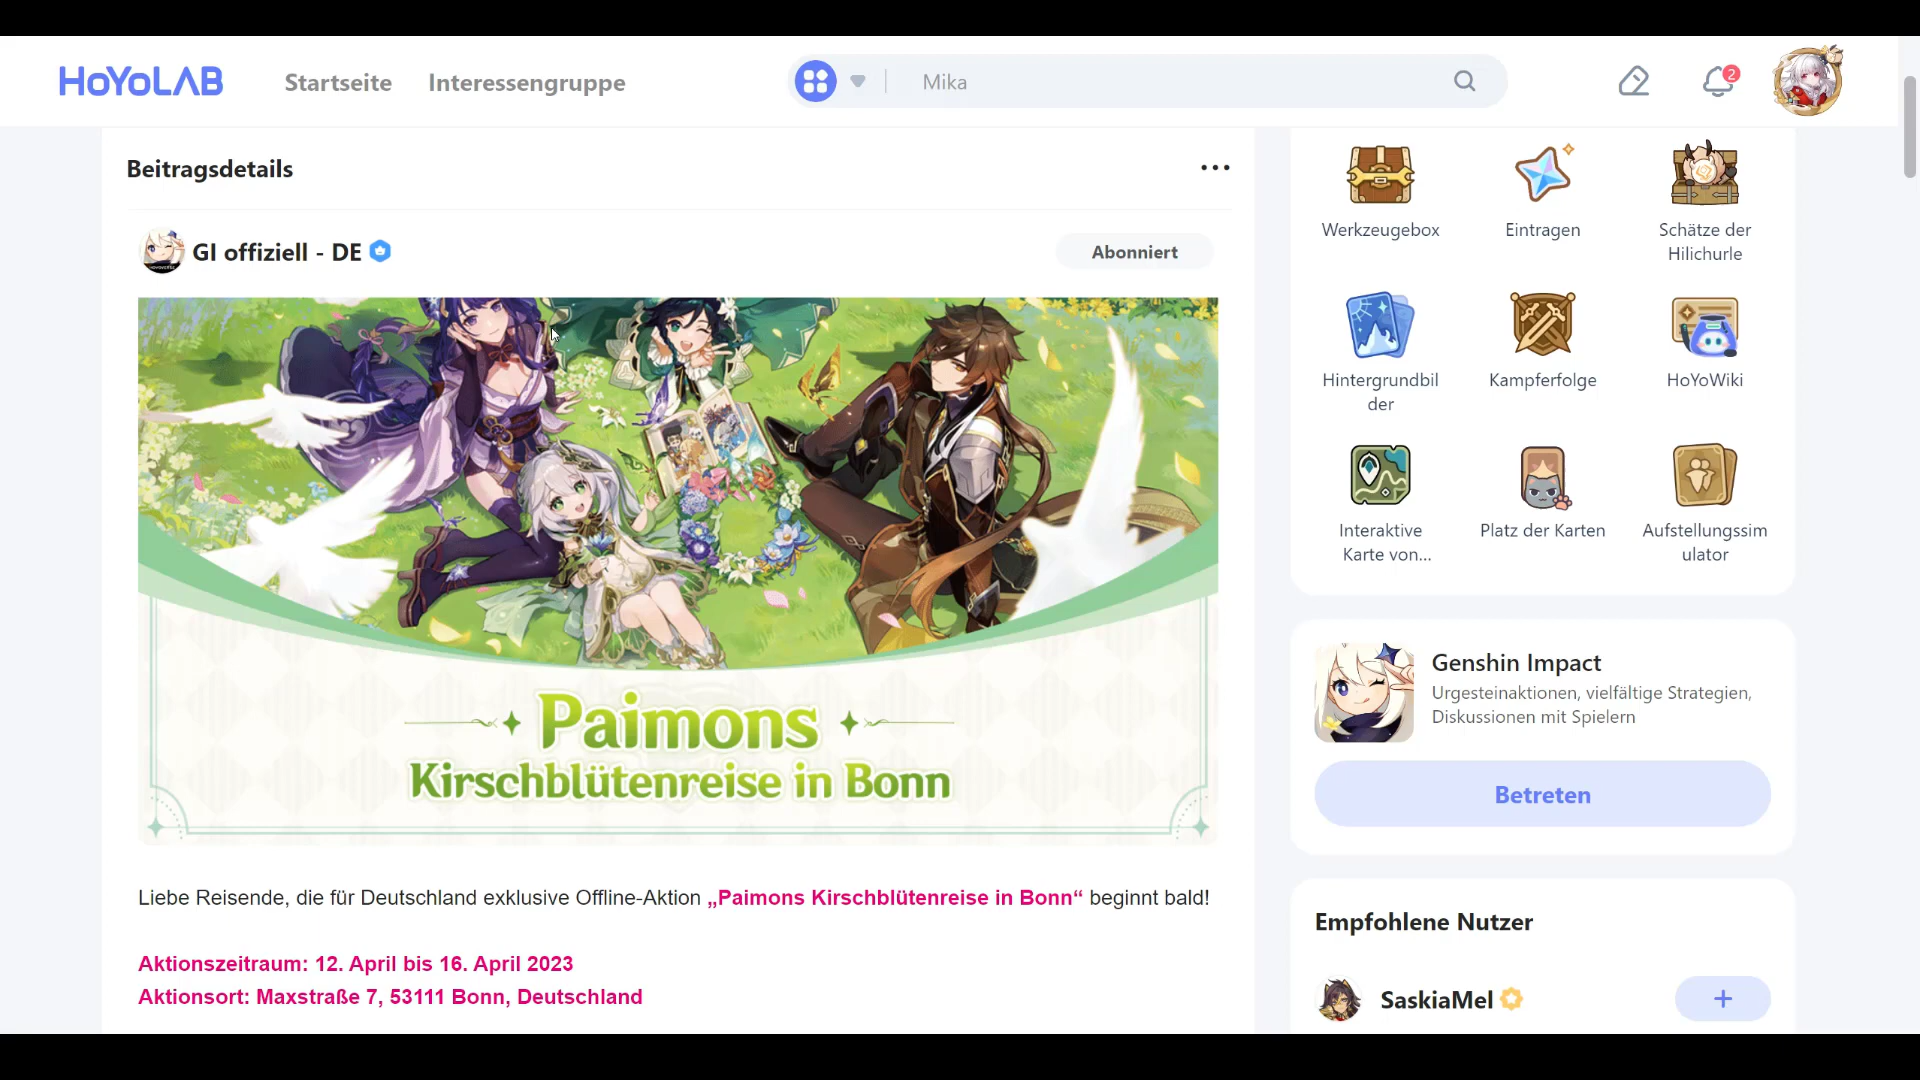 HoYoLAB
Startseite
Interessengruppe
Mika
2
Beitragsdetails
GI offiziell - DE
Abonniert
Paimons
Kirschblütenreise in Bonn
Liebe Reisende, die für Deutschland exklusive Offline-Aktion „Paimons Kirschblütenreise in Bonn“ beginnt bald!
Aktionszeitraum: 12. April bis 16. April 2023
Aktionsort: Maxstraße 7, 53111 Bonn, Deutschland
Werkzeugebox
Eintragen
Schätze der
Hilichurle
Hintergrundbil
der
Kampferfolge
HoYoWiki
Interaktive
Karte von...
Platz der Karten
Aufstellungssim
ulator
Genshin Impact
Urgesteinaktionen, vielfältige Strategien,
Diskussionen mit Spielern
Betreten
Empfohlene Nutzer
SaskiaMel
+